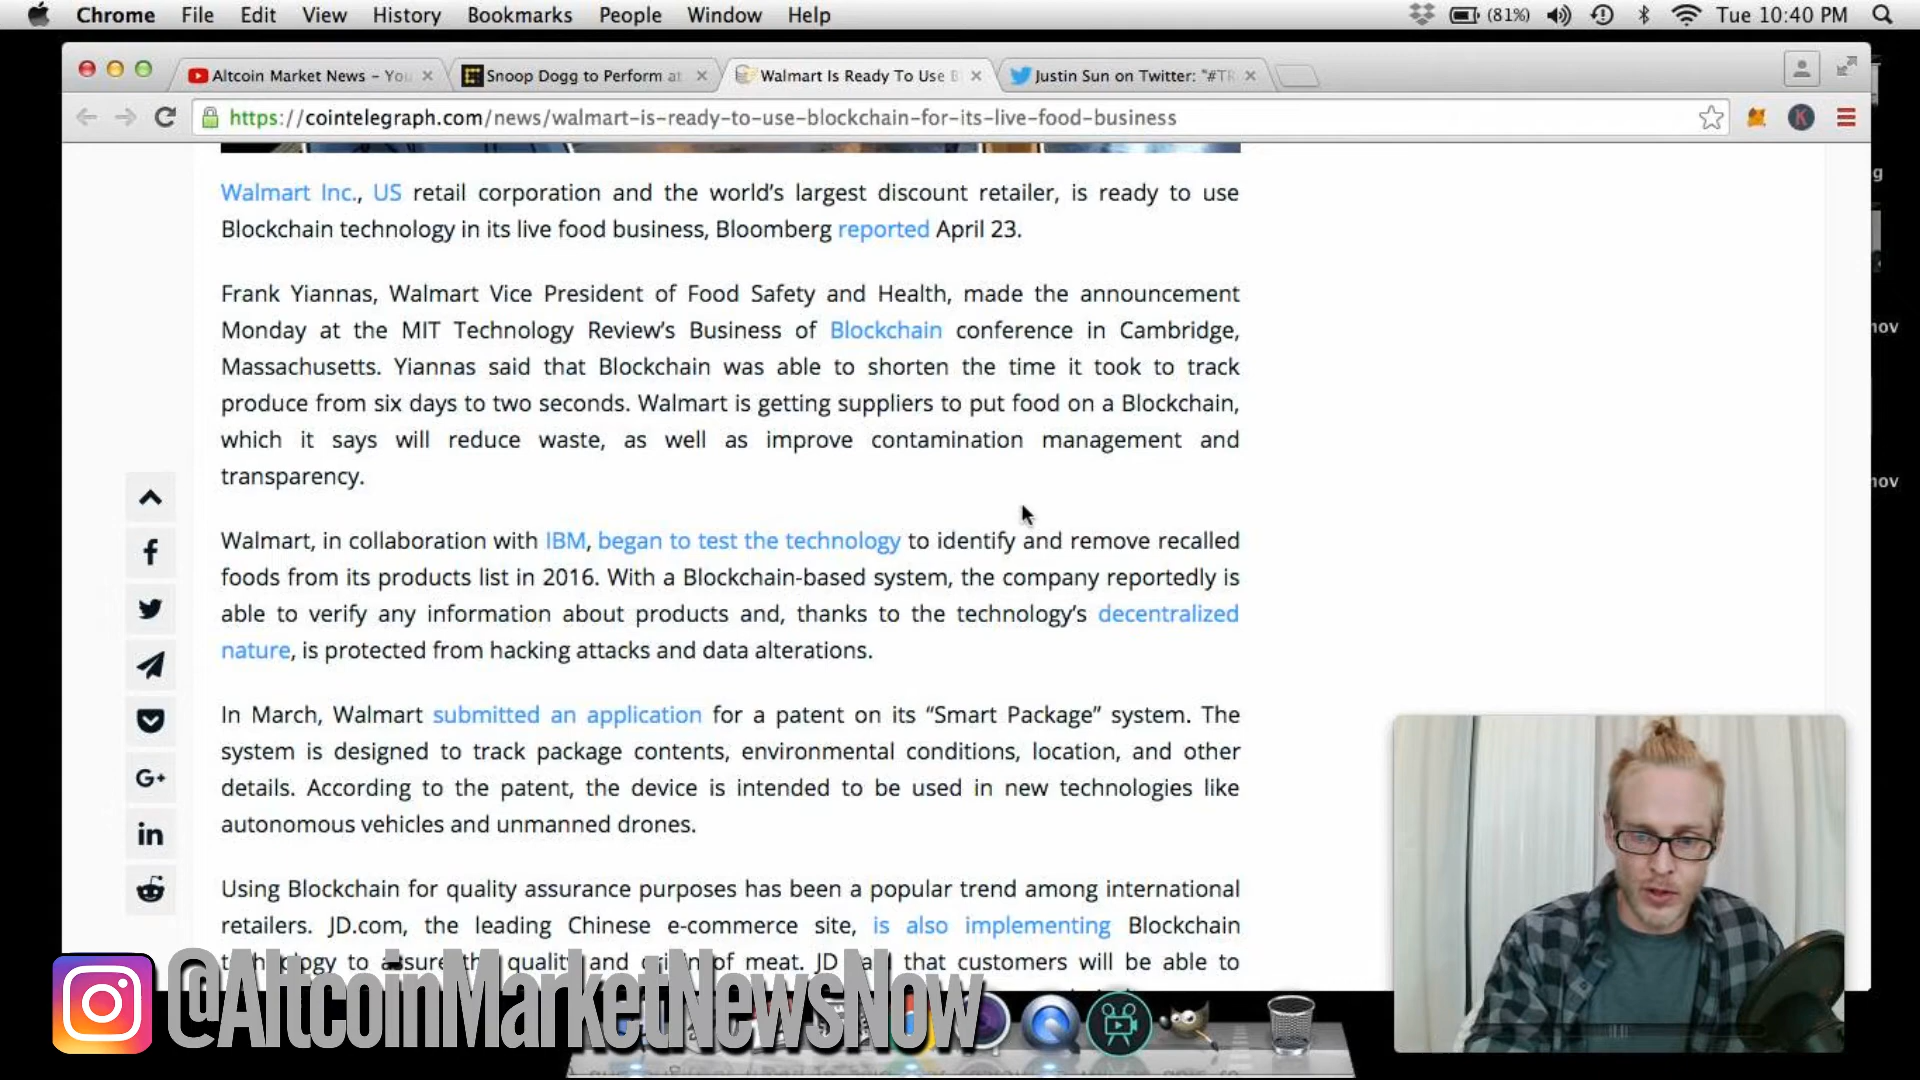 Chrome File Edit View History Bookmarks People Window Help (81%) Tue 10:40 PM
Altcoin Market News – You Snoop Dogg to Perform at Walmart Is Ready To Use B Justin Sun on Twitter: "#TR
https://cointelegraph.com/news/walmart-is-ready-to-use-blockchain-for-its-live-food-business
Walmart Inc., US retail corporation and the world’s largest discount retailer, is ready to use
Blockchain technology in its live food business, Bloomberg reported April 23.
Frank Yiannas, Walmart Vice President of Food Safety and Health, made the announcement
Monday at the MIT Technology Review’s Business of Blockchain conference in Cambridge,
Massachusetts. Yiannas said that Blockchain was able to shorten the time it took to track
produce from six days to two seconds. Walmart is getting suppliers to put food on a Blockchain,
which it says will reduce waste, as well as improve contamination management and
transparency.
Walmart, in collaboration with IBM, began to test the technology to identify and remove recalled
foods from its products list in 2016. With a Blockchain-based system, the company reportedly is
able to verify any information about products and, thanks to the technology’s decentralized
nature, is protected from hacking attacks and data alterations.
In March, Walmart submitted an application for a patent on its “Smart Package” system. The
system is designed to track package contents, environmental conditions, location, and other
details. According to the patent, the device is intended to be used in new technologies like
autonomous vehicles and unmanned drones.
Using Blockchain for quality assurance purposes has been a popular trend among international
retailers. JD.com, the leading Chinese e-commerce site, is also implementing Blockchain
technology to assure the quality and origin of meat. JD said that customers will be able to
@AltcoinMarketNewsNow